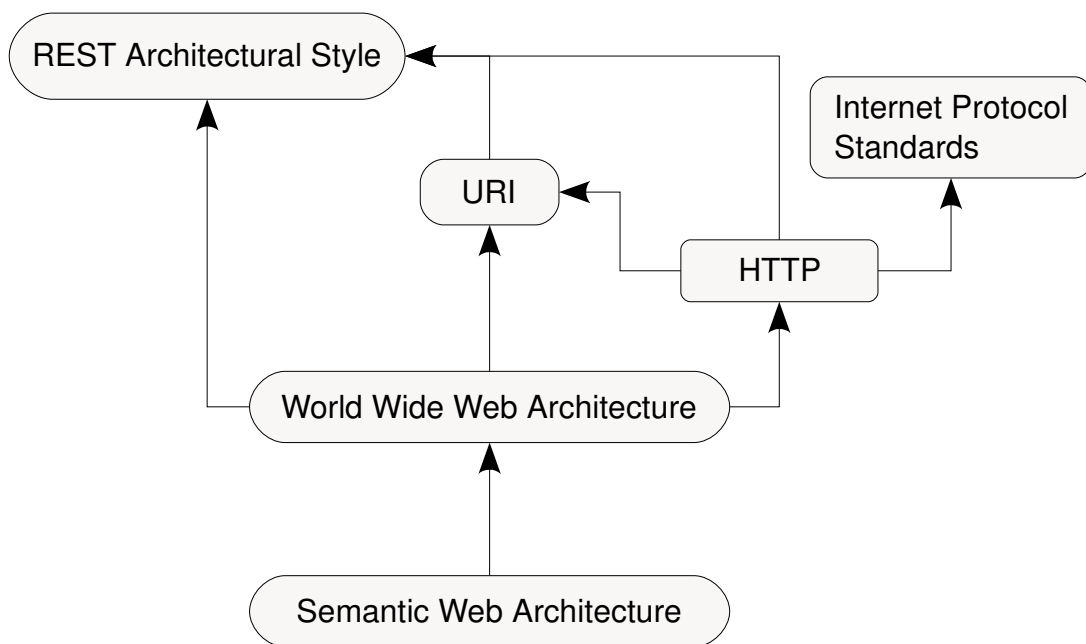 REST Architectural Style
Internet Protocol
Standards
URI
HTTP
World Wide Web Architecture
Semantic Web Architecture